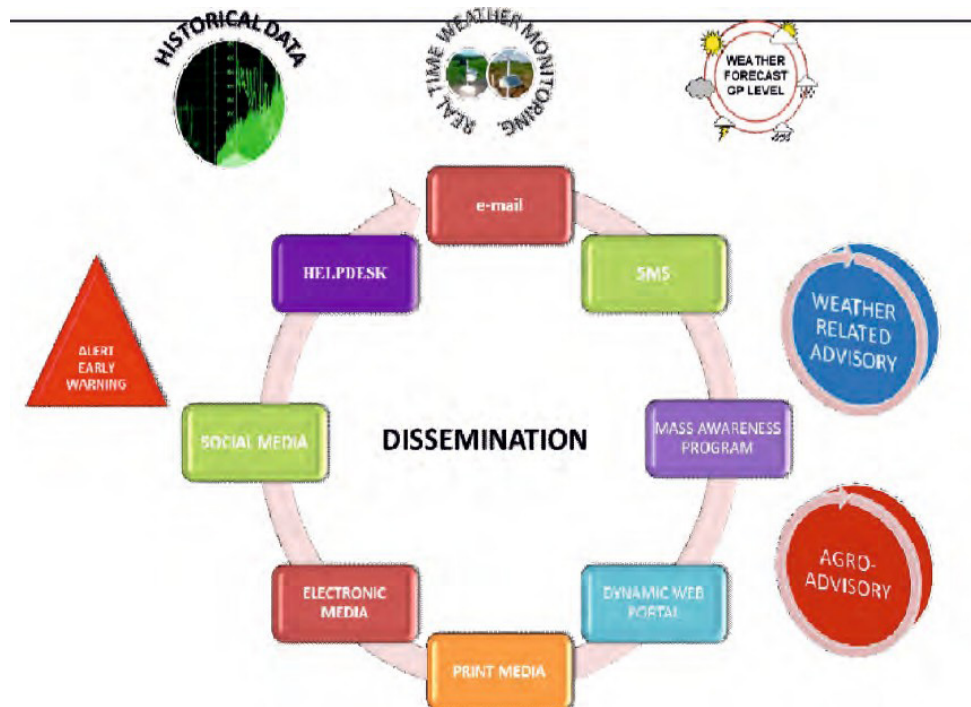 HISTORICAL DATA
REAL TIME WEATHER MONITORING.
WEATHER
FORECAST
GP LEVEL
e-mail
HELPDESK
SMS
ALERT
EARLY
WARNING
WEATHER
RELATED
ADVISORY
SOCIAL MEDIA
DISSEMINATION
MASS AWARENESS
PROGRAM
ELECTRONIC
MEDIA
DYNAMIC WEB
PORTAL
AGRO-
ADVISORY
PRINT MEDIA